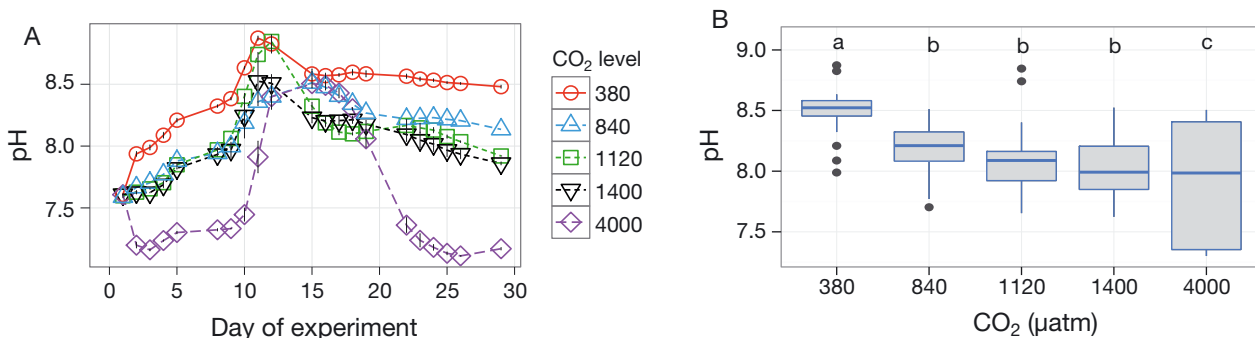 A
pH
8.5
8.0
7.5
0 5 10 15 20 25 30
Day of experiment
CO₂ level
380
840
1120
1400
4000
B
pH
9.0
8.5
8.0
7.5
a b b b c
380 840 1120 1400 4000
CO₂ (µatm)